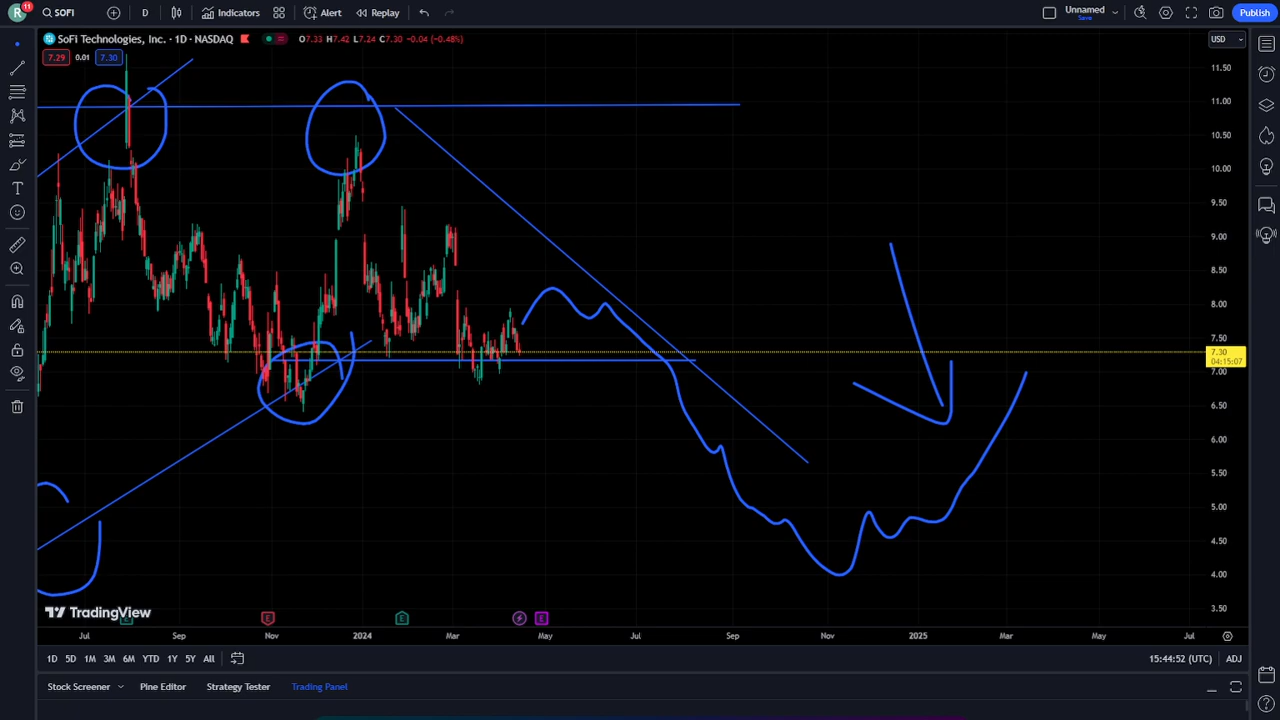 R 11 SOFI D Indicators Alert Replay Unnamed Save Publish
SoFi Technologies, Inc. · 1D · NASDAQ O7.33 H7.42 L7.24 C7.30 -0.04 (-0.48%) USD
7.29 0.01 7.30
11.50
11.00
10.50
10.00
9.50
9.00
8.50
8.00
7.50
7.30
04:15:07
7.00
6.50
6.00
5.50
5.00
4.50
4.00
3.50
TradingView
E E E E
Jul Sep Nov 2024 Mar May Jul Sep Nov 2025 Mar May Jul
1D 5D 1M 3M 6M YTD 1Y 5Y All 15:44:52 (UTC) ADJ
Stock Screener Pine Editor Strategy Tester Trading Panel